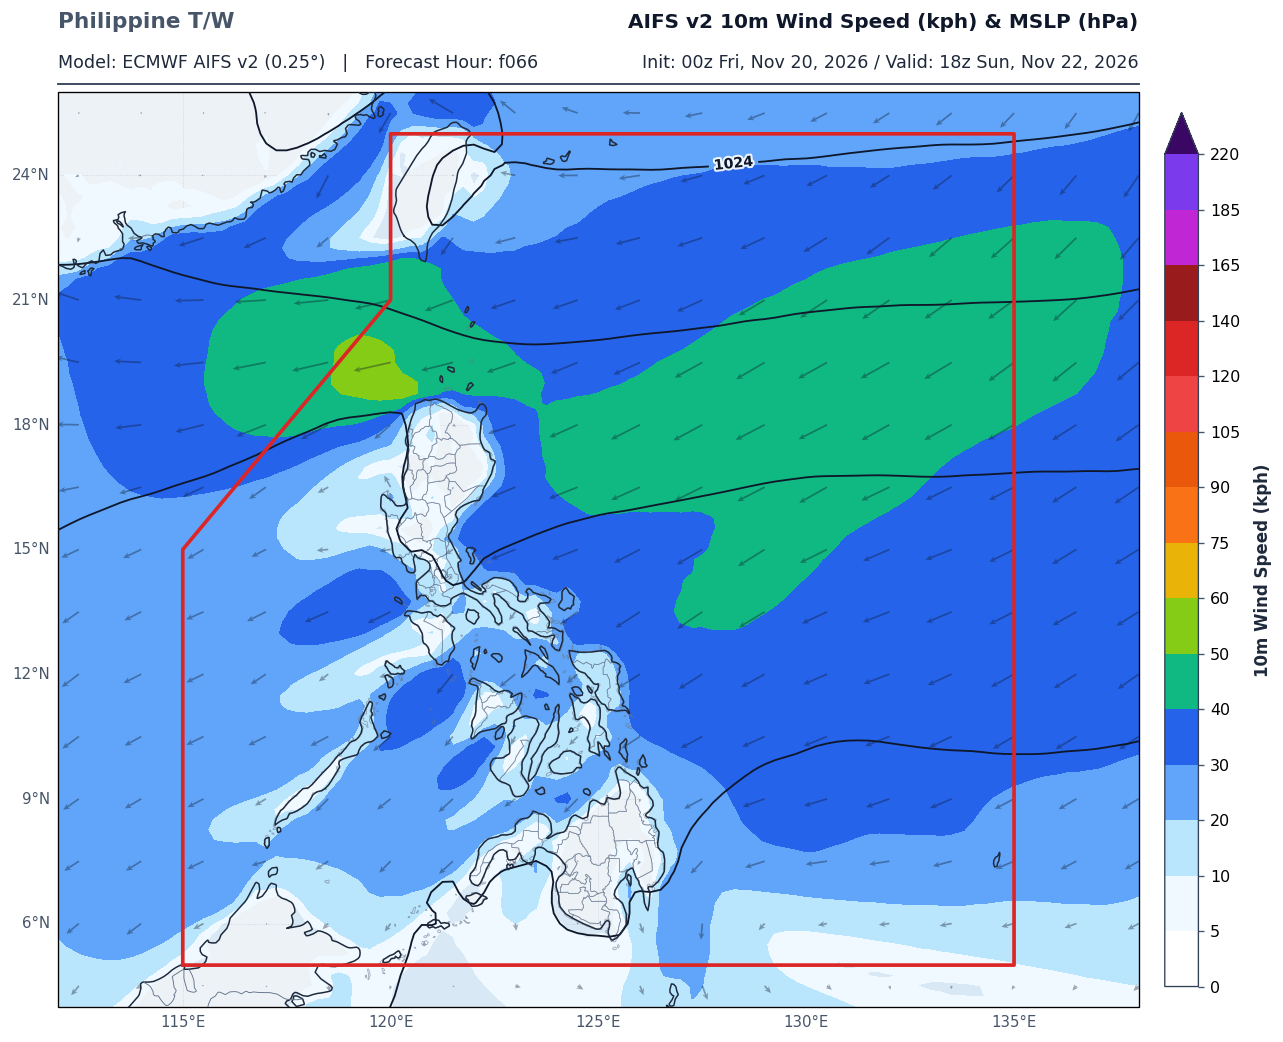 Philippine T/W
AIFS v2 10m Wind Speed (kph) & MSLP (hPa)
Model: ECMWF AIFS v2 (0.25°) | Forecast Hour: f066
Init: 00z Fri, Nov 20, 2026 / Valid: 18z Sun, Nov 22, 2026
1024
24°N
21°N
18°N
15°N
12°N
9°N
6°N
115°E
120°E
125°E
130°E
135°E
220
185
165
140
120
105
90
75
60
50
40
30
20
10
5
0
10m Wind Speed (kph)